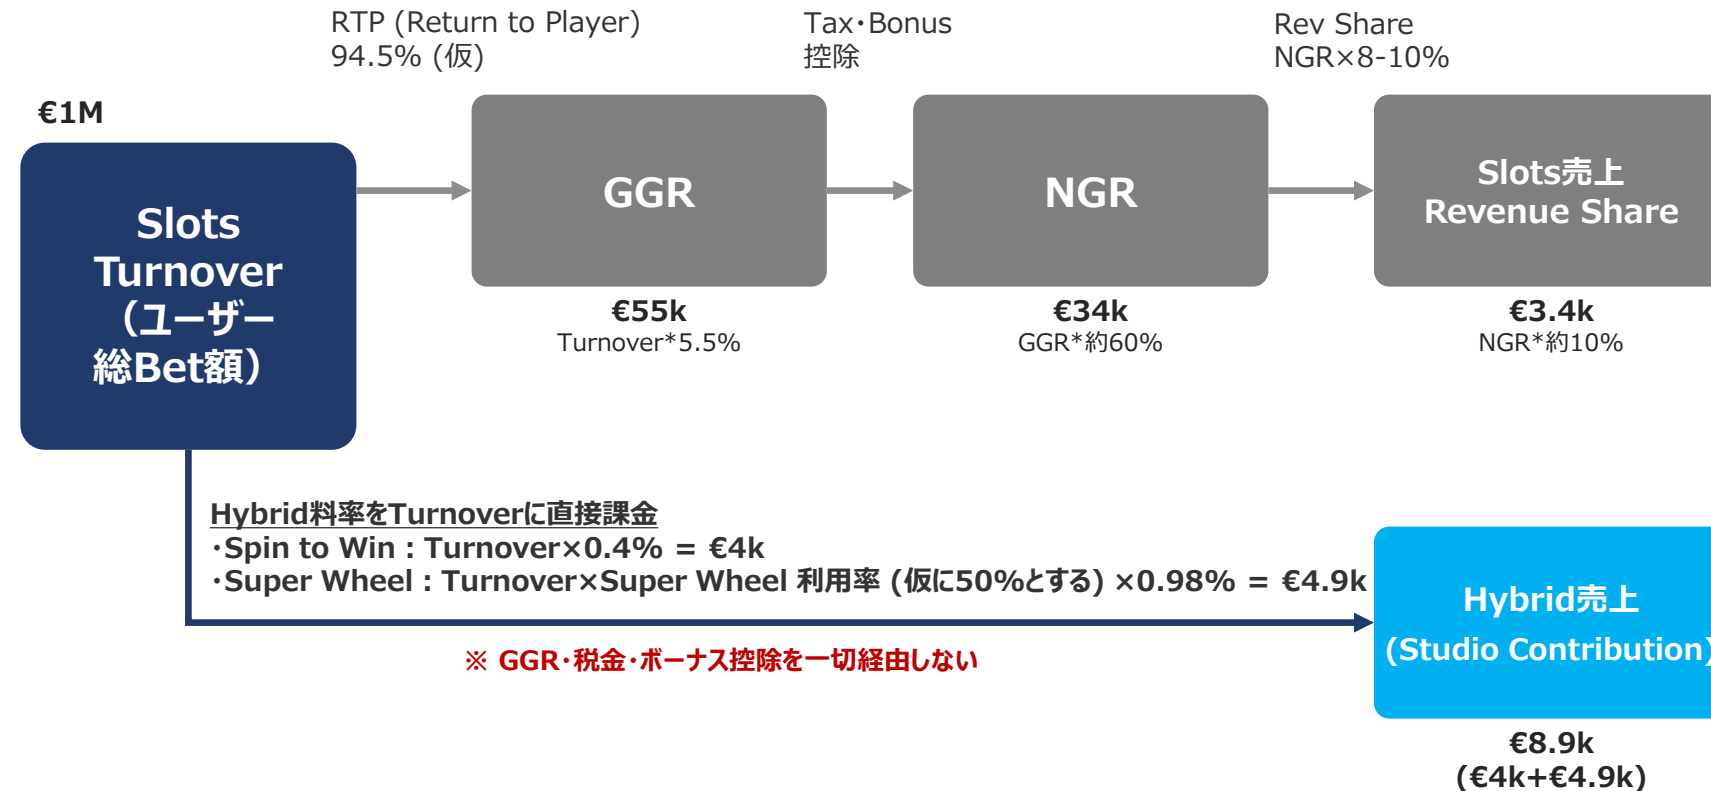 RTP (Return to Player)
94.5% (仮)
Tax・Bonus
控除
Rev Share
NGR×8-10%
€1M
Slots
Turnover
（ユーザー
総Bet額）
GGR
NGR
Slots売上
Revenue Share
€55k
Turnover*5.5%
€34k
GGR*約60%
€3.4k
NGR*約10%
Hybrid料率をTurnoverに直接課金
・Spin to Win : Turnover×0.4% = €4k
・Super Wheel : Turnover×Super Wheel 利用率 (仮に50%とする) ×0.98% = €4.9k
※ GGR・税金・ボーナス控除を一切経由しない
Hybrid売上
(Studio Contribution)
€8.9k
(€4k+€4.9k)